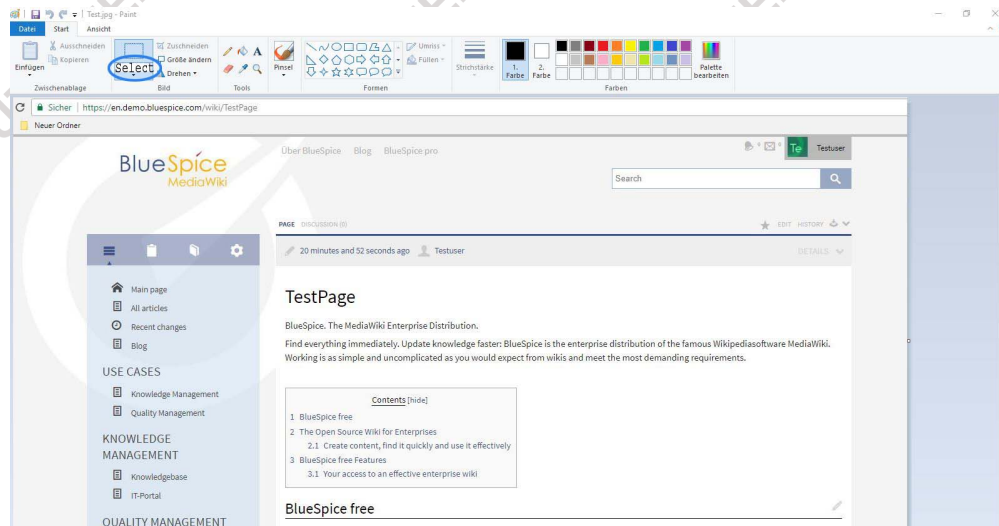 Test.jpg - Paint
Datei Start Ansicht
Einfügen
Ausschneiden
Kopieren
Zwischenablage
Select
Zuschneiden
Größe ändern
Drehen
Bild
A
Tools
Pinsel
Umriss
Füllen
Formen
Strichstärke
1. Farbe
2. Farbe
Palette bearbeiten
Farben
Sicher https://en.demo.bluespice.com/wiki/TestPage
Neuer Ordner
BlueSpice
MediaWiki
Über BlueSpice Blog BlueSpice pro
Te Testuser
Search
PAGE DISCUSSION (0) EDIT HISTORY
20 minutes and 52 seconds ago Testuser DETAILS
Main page
All articles
Recent changes
Blog
USE CASES
Knowledge Management
Quality Management
KNOWLEDGE
MANAGEMENT
Knowledgebase
IT-Portal
QUALITY MANAGEMENT
TestPage
BlueSpice. The MediaWiki Enterprise Distribution.
Find everything immediately. Update knowledge faster: BlueSpice is the enterprise distribution of the famous Wikipediasoftware MediaWiki.
Working is as simple and uncomplicated as you would expect from wikis and meet the most demanding requirements.
Contents [hide]
1 BlueSpice free
2 The Open Source Wiki for Enterprises
2.1 Create content, find it quickly and use it effectively
3 BlueSpice free Features
3.1 Your access to an effective enterprise wiki
BlueSpice free